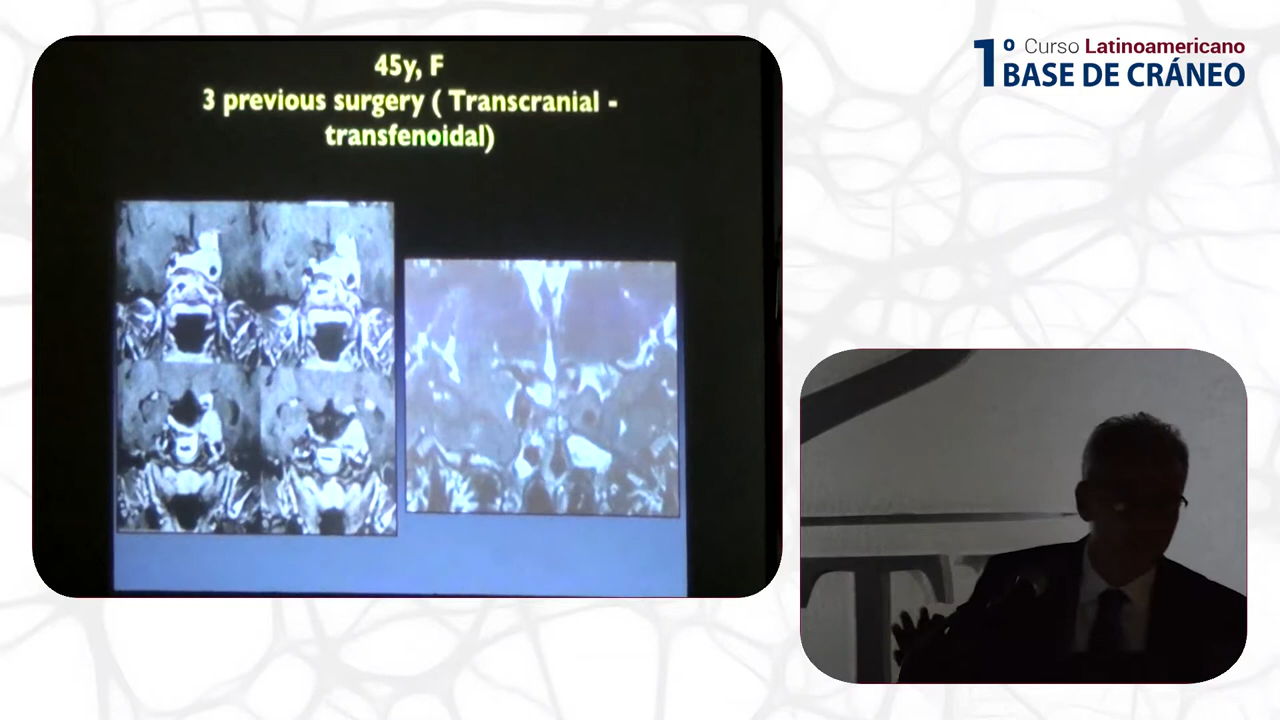 45y, F
3 previous surgery ( Transcranial -
transfenoidal)
1º Curso Latinoamericano
BASE DE CRÁNEO